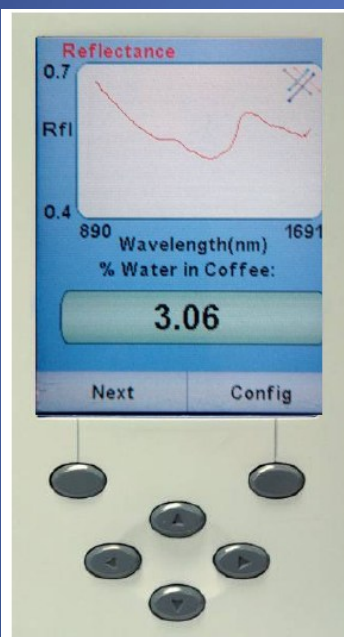 Reflectance
0.7
Rfl
0.4
890 1691
Wavelength(nm)
% Water in Coffee:
3.06
Next Config